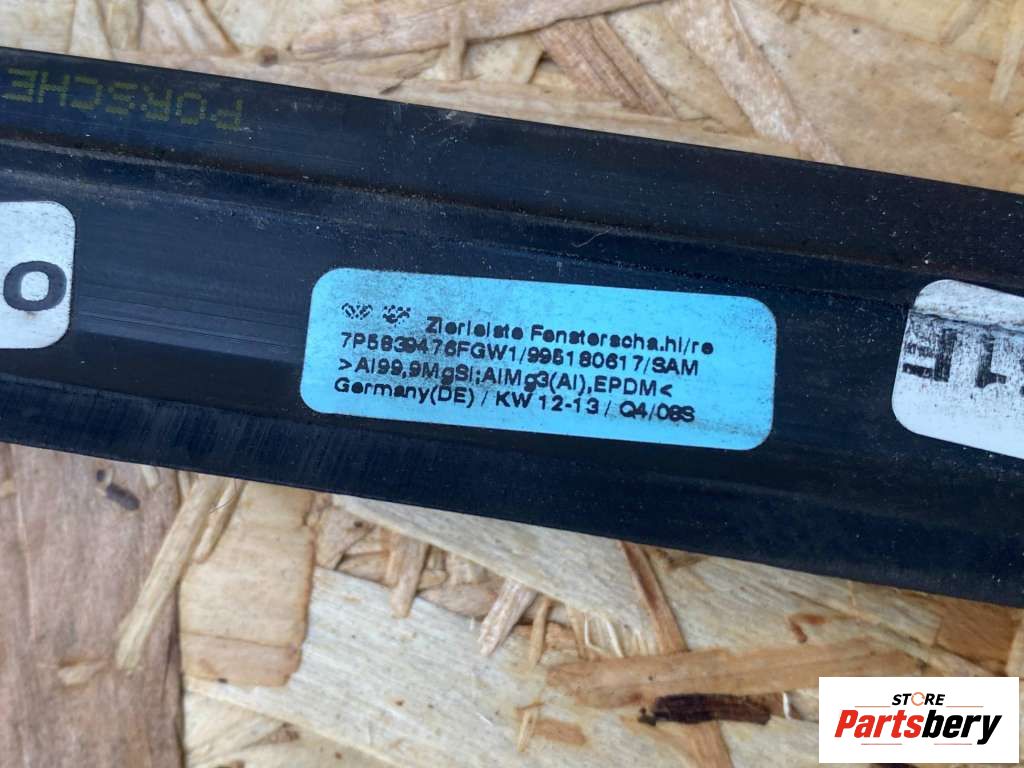 PORSCHE
O
Zierleiste Fensterscha.hi/re
7P5839476FGW1/995180617/SAM
>Al99,9MgSi;AlMg3(Al),EPDM<
Germany(DE) / KW 12-13 / Q4/06S
STORE
Partsbery